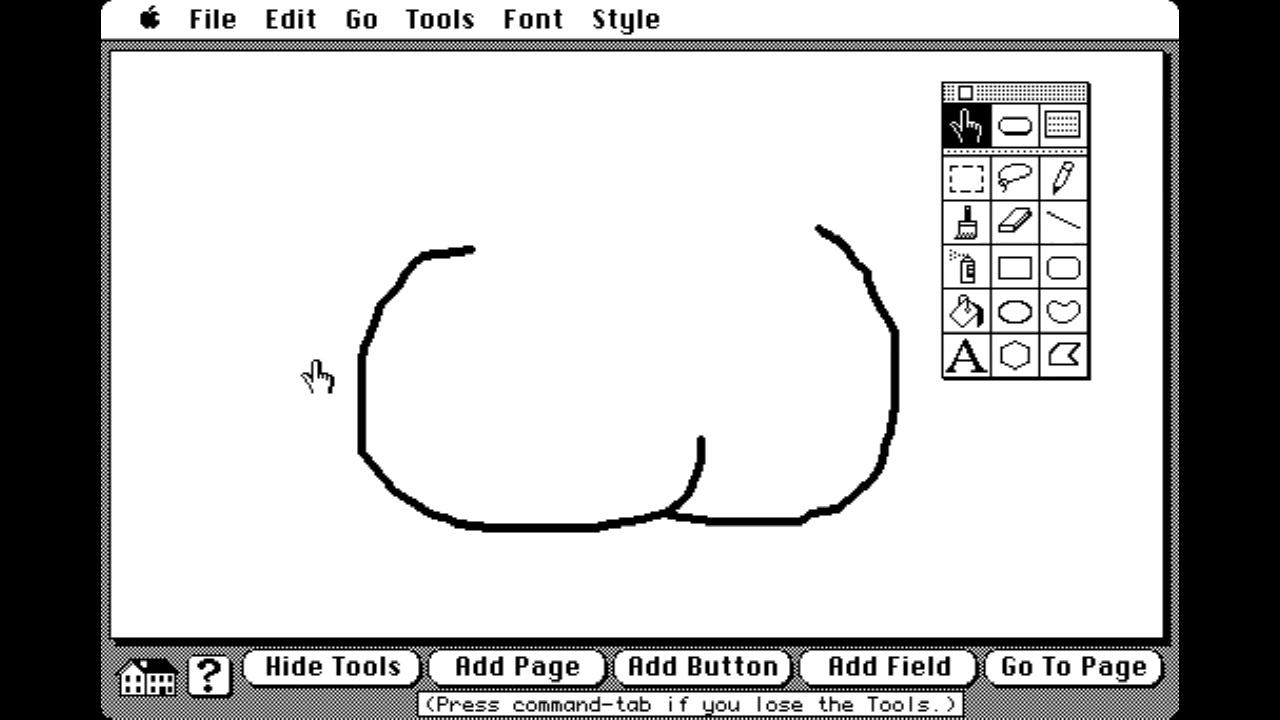 File Edit Go Tools Font Style
A
? Hide Tools Add Page Add Button Add Field Go To Page
(Press command-tab if you lose the Tools.)